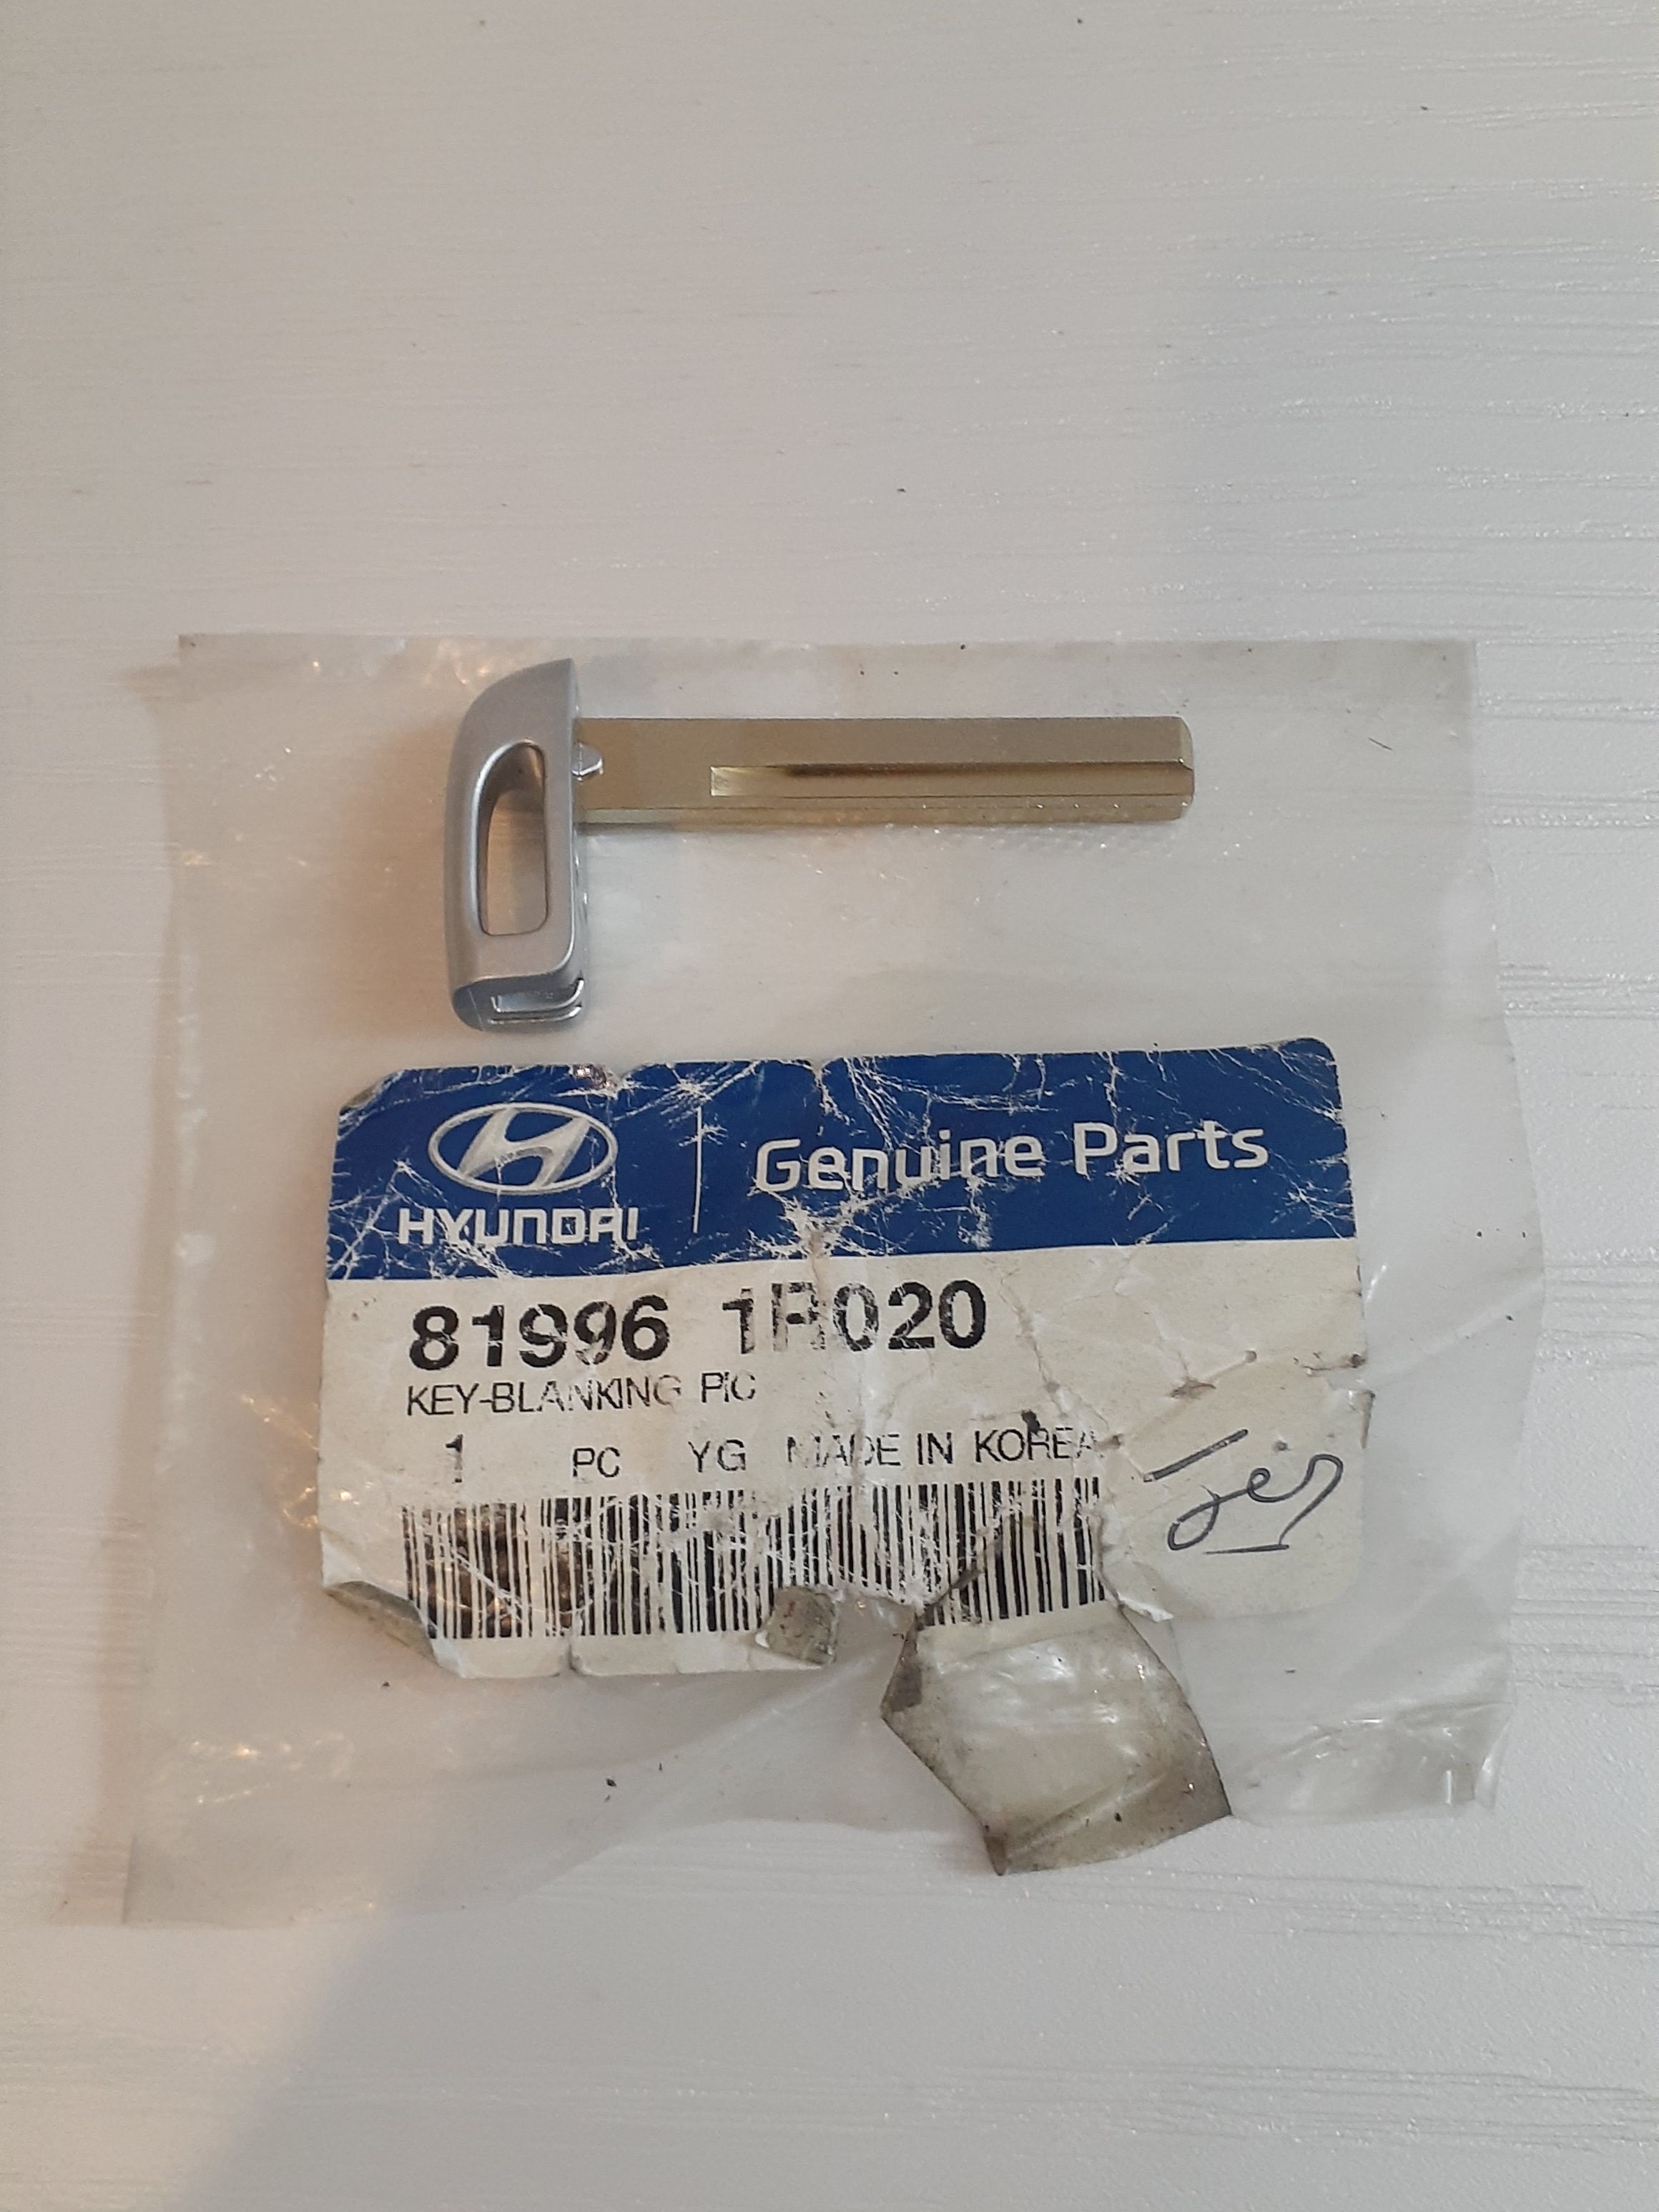 HYUNDAI
Genuine Parts
81996 1R020
KEY-BLANKING PIC
1 PC YG MADE IN KOREA